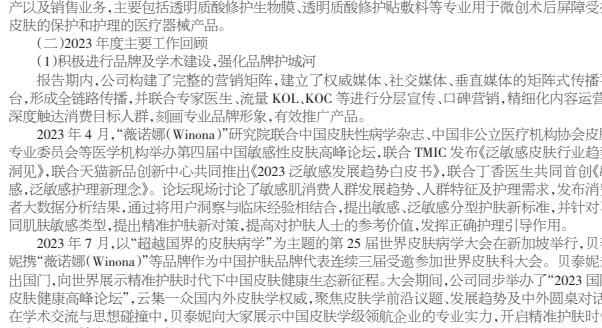 产以及销售业务，主要包括透明质酸修护生物膜、透明质酸修护贴敷料等专业用于微创术后屏障受
皮肤的保护和护理的医疗器械产品。
（二）2023 年度主要工作回顾
（1）积极进行品牌及学术建设，强化品牌护城河
报告期内，公司构建了完整的营销矩阵，建立了权威媒体、社交媒体、垂直媒体的矩阵式传播
台，形成全链路传播，并联合专家医生、流量 KOL、KOC 等进行分层宣传、口碑营销，精细化内容运营
深度触达消费目标人群，刻画专业品牌形象，有效推广产品。
2023 年 4 月，“薇诺娜（Winona）”研究院联合中国皮肤性病学杂志、中国非公立医疗机构协会皮
专业委员会等医学机构举办第四届中国敏感性皮肤高峰论坛，联合 TMIC 发布《泛敏皮肤行业趋
洞见》，联合天猫新品创新中心共同推出《2023 泛敏感发展趋势白皮书》，联合丁香医生共同首创《
感，泛敏感护理新理念》。论坛现场讨论了敏感肌消费人群发展趋势、人群特征及护理需求，发布消
者大数据分析结果，通过将用户洞察与临床经验相结合，提出敏感、泛敏感分型护肤新标准，并针对
同肌肤敏感类型，提出精准护肤新对策，提高对护肤人士的参考价值，发挥正确护理引导作用。
2023 年 7 月，以“超越国界的皮肤病学”为主题的第 25 届世界皮肤病学大会在新加坡举行，贝
妮携“薇诺娜（Winona）”等品牌作为中国护肤品牌代表连续三届受邀参加世界皮肤科大会。贝泰妮
出国门，向世界展示精准护肤时代下中国皮肤健康生态新征程。大会期间，公司同步举办了“2023 国
皮肤健康高峰论坛”，云集一众国内外皮肤学权威，聚焦皮肤学前沿议题、发展趋势及中外圆桌对话
在学术交流与思想碰撞中，贝泰妮向大家展示中国皮肤学级领航企业的专业实力，开启精准护肤时